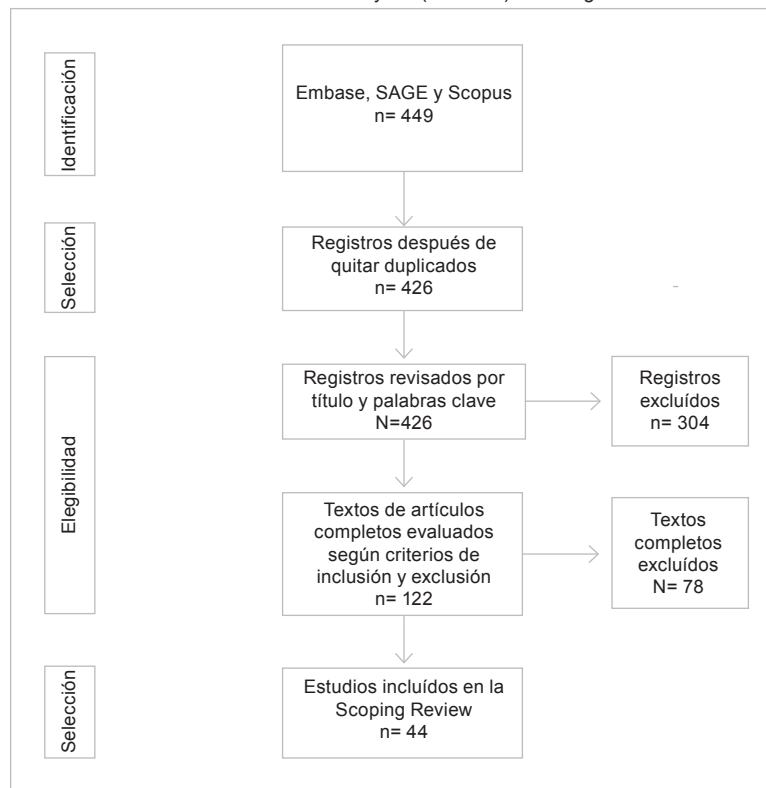 Identificación
Embase, SAGE y Scopus
n= 449
Selección
Registros después de
quitar duplicados
n= 426
Elegibilidad
Registros revisados por
título y palabras clave
N=426
Registros
excluídos
n= 304
Textos de artículos
completos evaluados
según criterios de
inclusión y exclusión
n= 122
Textos
completos
excluídos
N= 78
Selección
Estudios incluídos en la
Scoping Review
n= 44